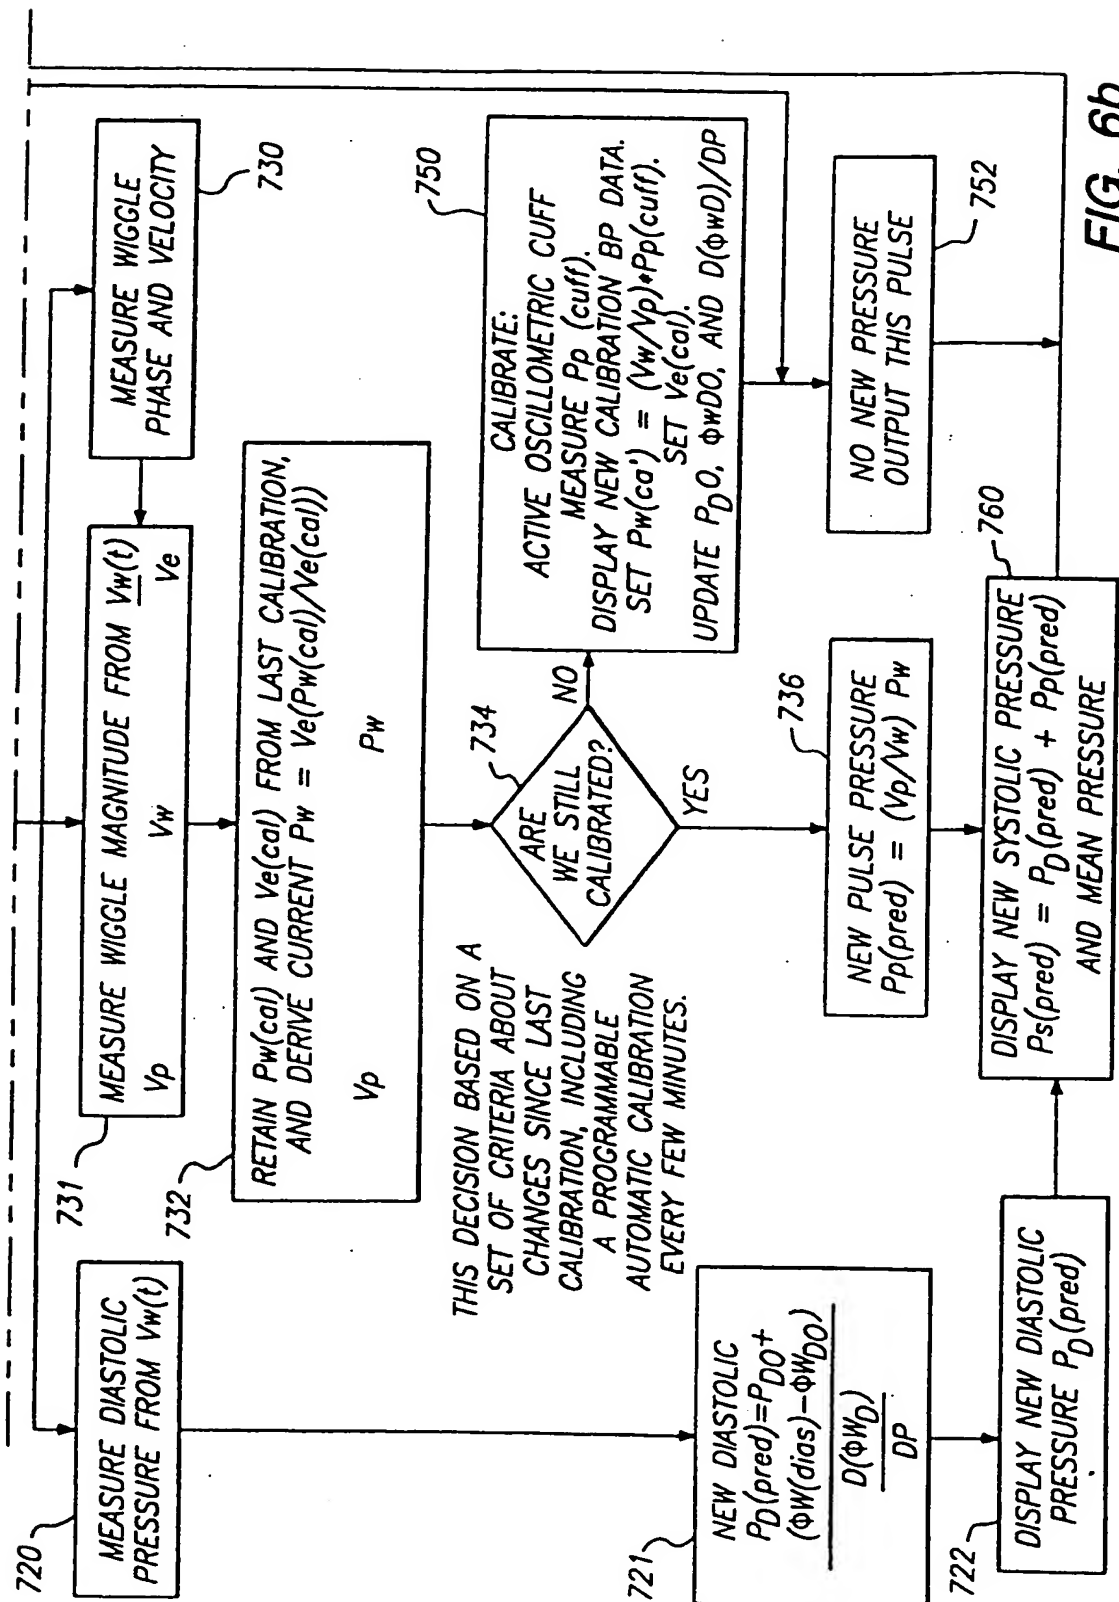 720
MEASURE DIASTOLIC
PRESSURE FROM Vw(t)
731
MEASURE WIGGLE MAGNITUDE FROM Vw(t)
Vp Vw Ve
MEASURE WIGGLE
PHASE AND VELOCITY
730
732
RETAIN Pw(cal) AND Ve(cal) FROM LAST CALIBRATION,
AND DERIVE CURRENT Pw = Ve(Pw(cal)/Ve(cal))
Vp Pw
THIS DECISION BASED ON A
SET OF CRITERIA ABOUT
CHANGES SINCE LAST
CALIBRATION, INCLUDING
A PROGRAMMABLE
AUTOMATIC CALIBRATION
EVERY FEW MINUTES.
734
ARE
WE STILL
CALIBRATED?
NO
YES
750
CALIBRATE:
ACTIVE OSCILLOMETRIC CUFF
MEASURE Pp (cuff).
DISPLAY NEW CALIBRATION BP DATA.
SET Pw(ca') = (Vw/Vp)*Pp(cuff).
SET Ve(cal).
UPDATE PDO, ΦwDO, AND D(ΦwD)/DP
721
NEW DIASTOLIC
PD(pred)=PDO+
(ΦW(dias)-ΦWDO)
D(ΦWD)
DP
736
NEW PULSE PRESSURE
Pp(pred) = (Vp/Vw) Pw
NO NEW PRESSURE
OUTPUT THIS PULSE
752
722
DISPLAY NEW DIASTOLIC
PRESSURE PD(pred)
760
DISPLAY NEW SYSTOLIC PRESSURE
Ps(pred) = PD(pred) + Pp(pred)
AND MEAN PRESSURE
FIG. 6b